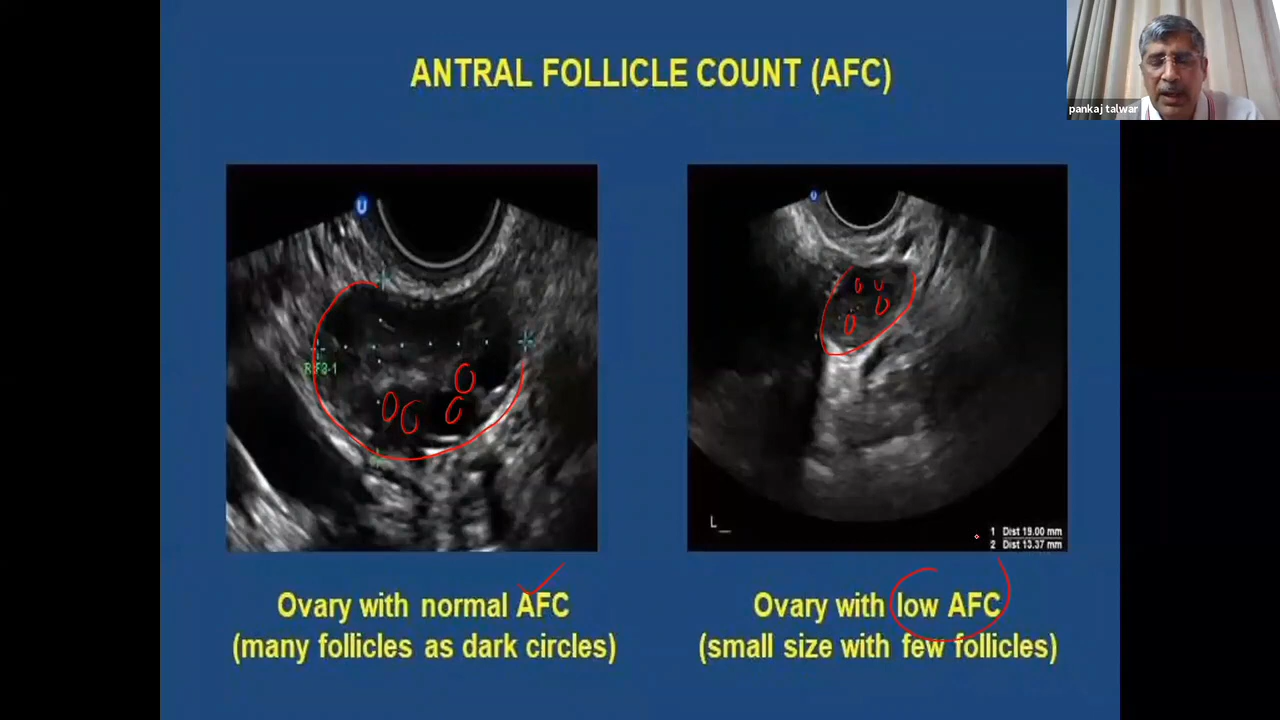 ANTRAL FOLLICLE COUNT (AFC)
pankaj talwar
U
U
L
1 Dist 19.00 mm
2 Dist 13.37 mm
Ovary with normal AFC
(many follicles as dark circles)
Ovary with low AFC
(small size with few follicles)